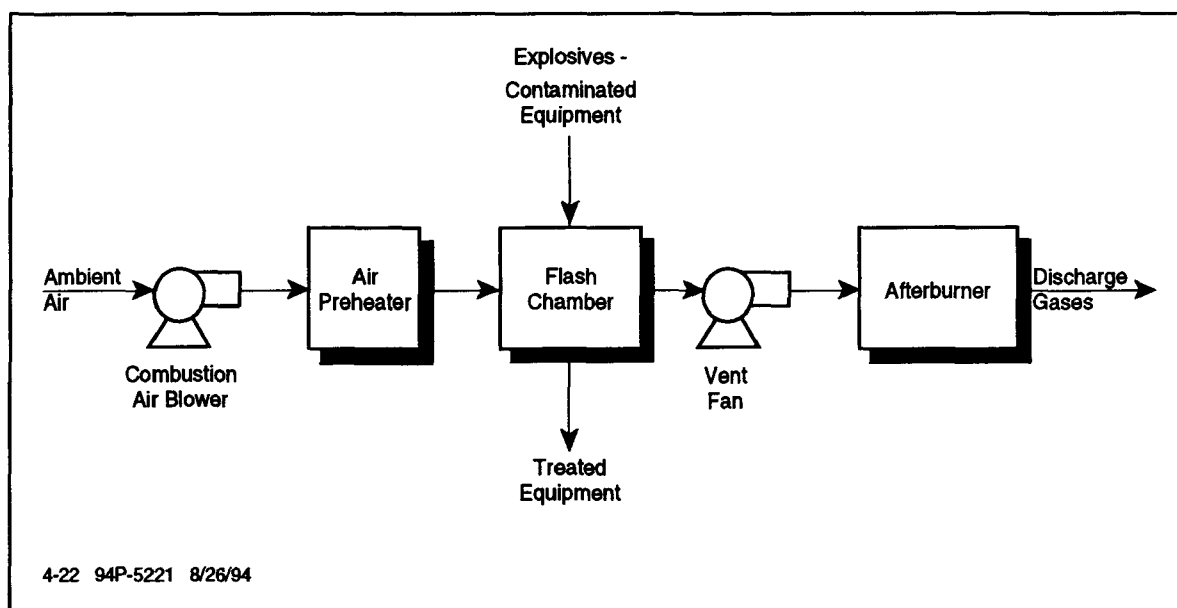 Explosives -
Contaminated
Equipment
Ambient
Air
Combustion
Air Blower
Air
Preheater
Flash
Chamber
Treated
Equipment
Vent
Fan
Afterburner
Discharge
Gases
4-22 94P-5221 8/26/94